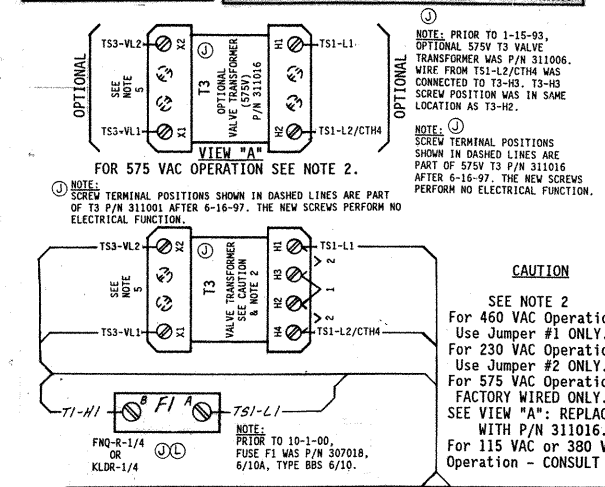 J
NOTE: PRIOR TO 1-15-93,
OPTIONAL 575V T3 VALVE
TRANSFORMER WAS P/N 311006.
WIRE FROM TS1-L2/CTH4 WAS
CONNECTED TO T3-H3. T3-H3
SCREW POSITION WAS IN SAME
LOCATION AS T3-H2.
NOTE: J
SCREW TERMINAL POSITIONS
SHOWN IN DASHED LINES ARE
PART OF 575V T3 P/N 311016
AFTER 6-16-97. THE NEW SCREWS
PERFORM NO ELECTRICAL FUNCTION.
OPTIONAL
TS3-VL2
X2
SEE
NOTE
5
TS3-VL1
X1
J
T3
OPTIONAL
VALVE TRANSFORMER
(575V)
P/N 311016
H1
TS1-L1
H2
TS1-L2/CTH4
OPTIONAL
VIEW "A"
FOR 575 VAC OPERATION SEE NOTE 2.
J NOTE:
SCREW TERMINAL POSITIONS SHOWN IN DASHED LINES ARE PART
OF T3 P/N 311001 AFTER 6-16-97. THE NEW SCREWS PERFORM NO
ELECTRICAL FUNCTION.
TS3-VL2
X2
SEE
NOTE
5
TS3-VL1
X1
J
T3
VALVE TRANSFORMER
SEE CAUTION
& NOTE 2
H1
TS1-L1
H3
2
1
H2
2
H4
TS1-L2/CTH4
T1-H1
B F1 A
TS1-L1
FNQ-R-1/4
OR
KLDR-1/4
J L
NOTE:
PRIOR TO 10-1-00,
FUSE F1 WAS P/N 307018,
6/10A, TYPE BBS 6/10.
CAUTION
SEE NOTE 2
For 460 VAC Operatio
Use Jumper #1 ONLY.
For 230 VAC Operatio
Use Jumper #2 ONLY.
For 575 VAC Operatio
FACTORY WIRED ONLY.
SEE VIEW "A": REPLAC
WITH P/N 311016.
For 115 VAC or 380 V
Operation - CONSULT